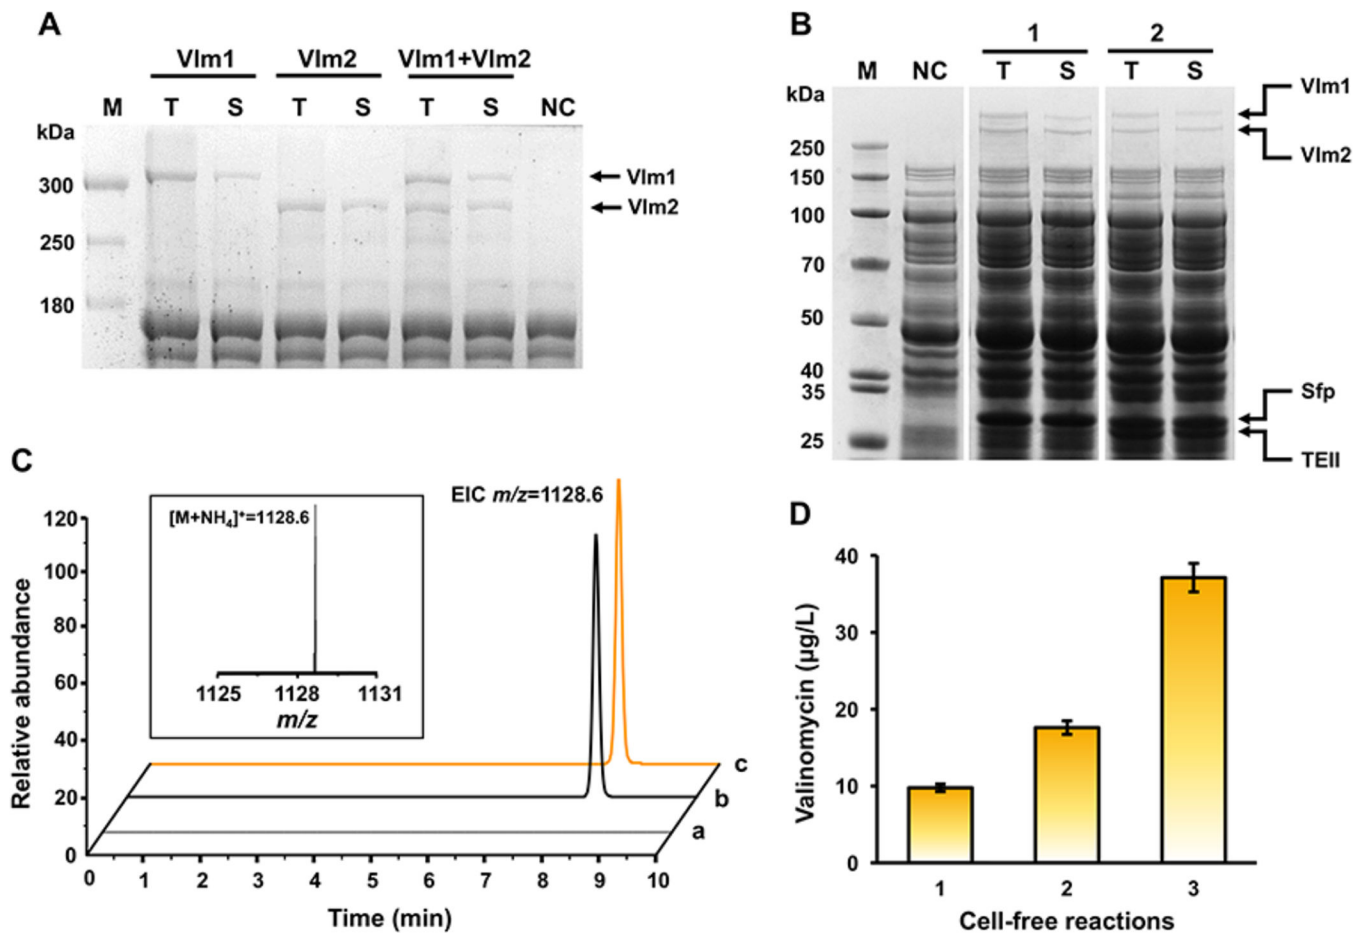 A
Vlm1 Vlm2 Vlm1+Vlm2
M T S T S T S NC
kDa
300
250
180
Vlm1
Vlm2
B
1 2
M NC T S T S
kDa
250
150
100
70
50
40
35
25
Vlm1
Vlm2
Sfp
TEII
C
EIC m/z=1128.6
[M+NH4]+=1128.6
1125 1128 1131
m/z
Relative abundance
120
100
80
60
40
20
0
c
b
a
0 1 2 3 4 5 6 7 8 9 10
Time (min)
D
Valinomycin (µg/L)
40
30
20
10
0
1 2 3
Cell-free reactions